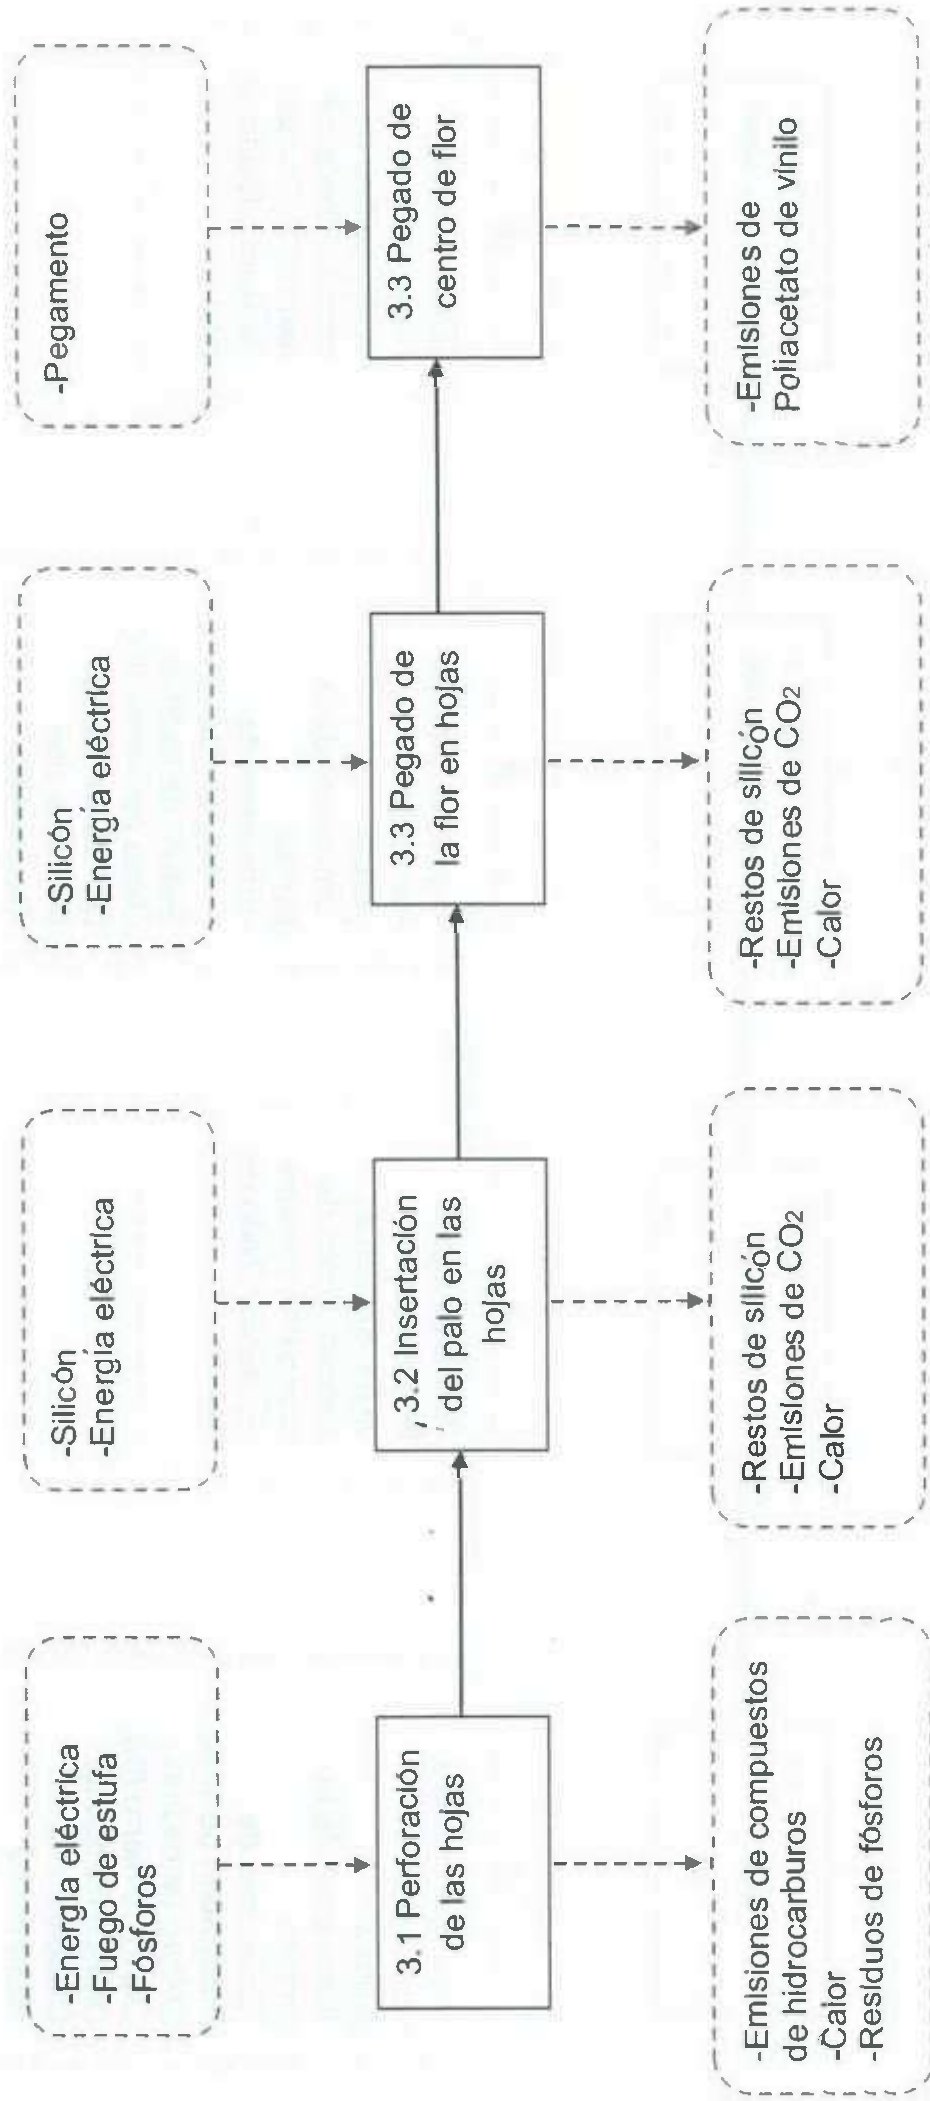 -Energía eléctrica
-Fuego de estufa
-Fósforos
-Silicón
-Energía eléctrica
-Silicón
-Energía eléctrica
-Pegamento
3.1 Perforación
de las hojas
3.2 Insertación
del palo en las
hojas
3.3 Pegado de
la flor en hojas
3.3 Pegado de
centro de flor
-Emisiones de compuestos
de hidrocarburos
-Calor
-Residuos de fósforos
-Restos de silicón
-Emisiones de CO2
-Calor
-Restos de silicón
-Emisiones de CO2
-Calor
-Emisiones de
Poliacetato de vinilo